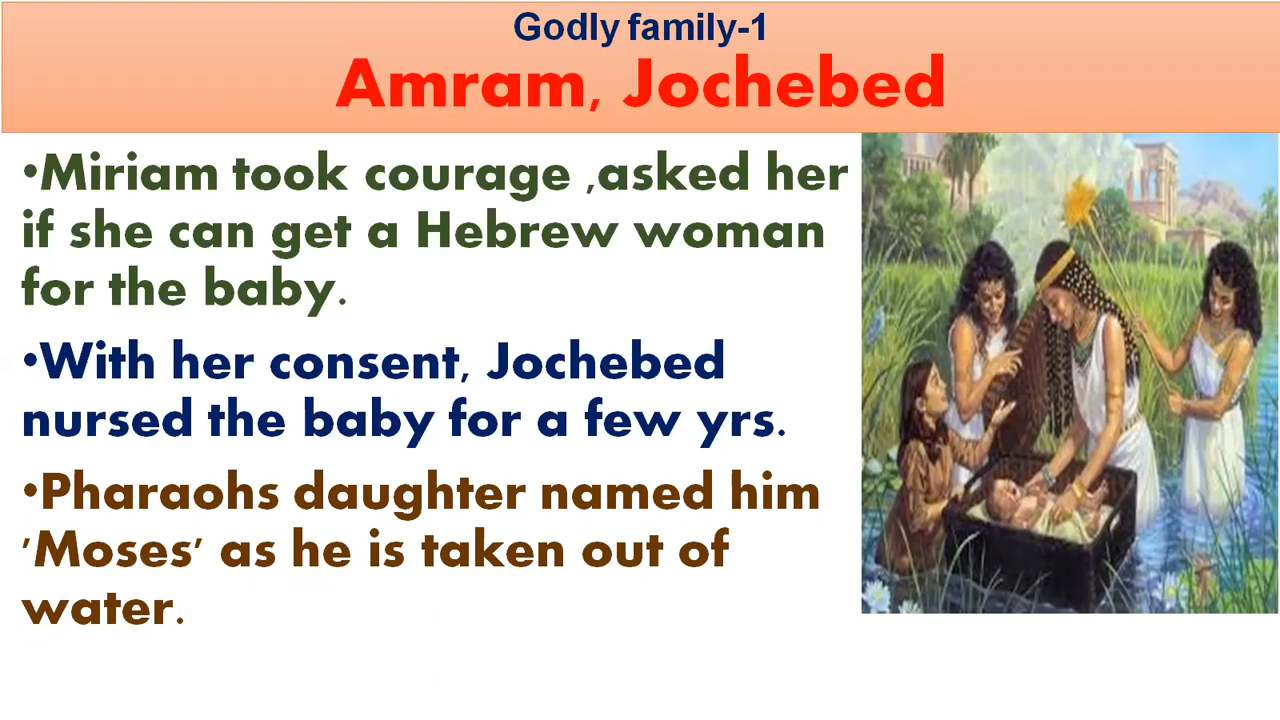 Godly family-1
Amram, Jochebed
•Miriam took courage ,asked her
if she can get a Hebrew woman
for the baby.
•With her consent, Jochebed
nursed the baby for a few yrs.
•Pharaohs daughter named him
'Moses' as he is taken out of
water.